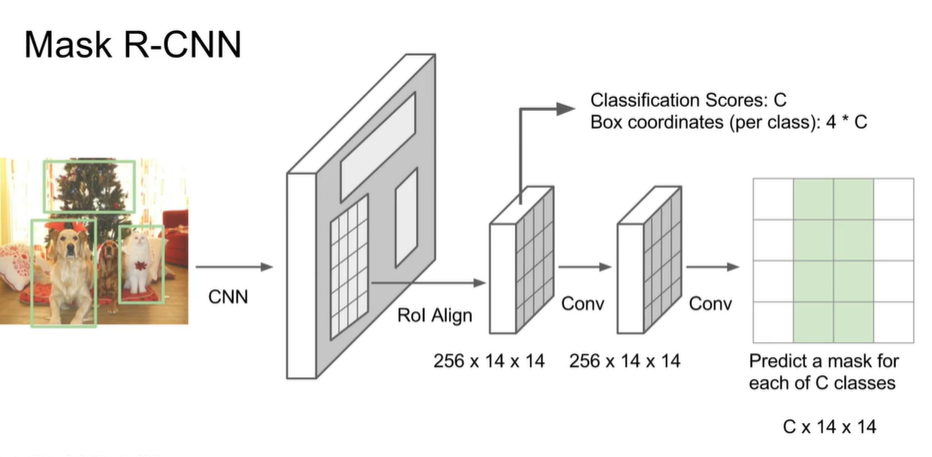 Mask R-CNN
Classification Scores: C
Box coordinates (per class): 4 * C
CNN
RoI Align
Conv
Conv
256 x 14 x 14
256 x 14 x 14
Predict a mask for
each of C classes
C x 14 x 14